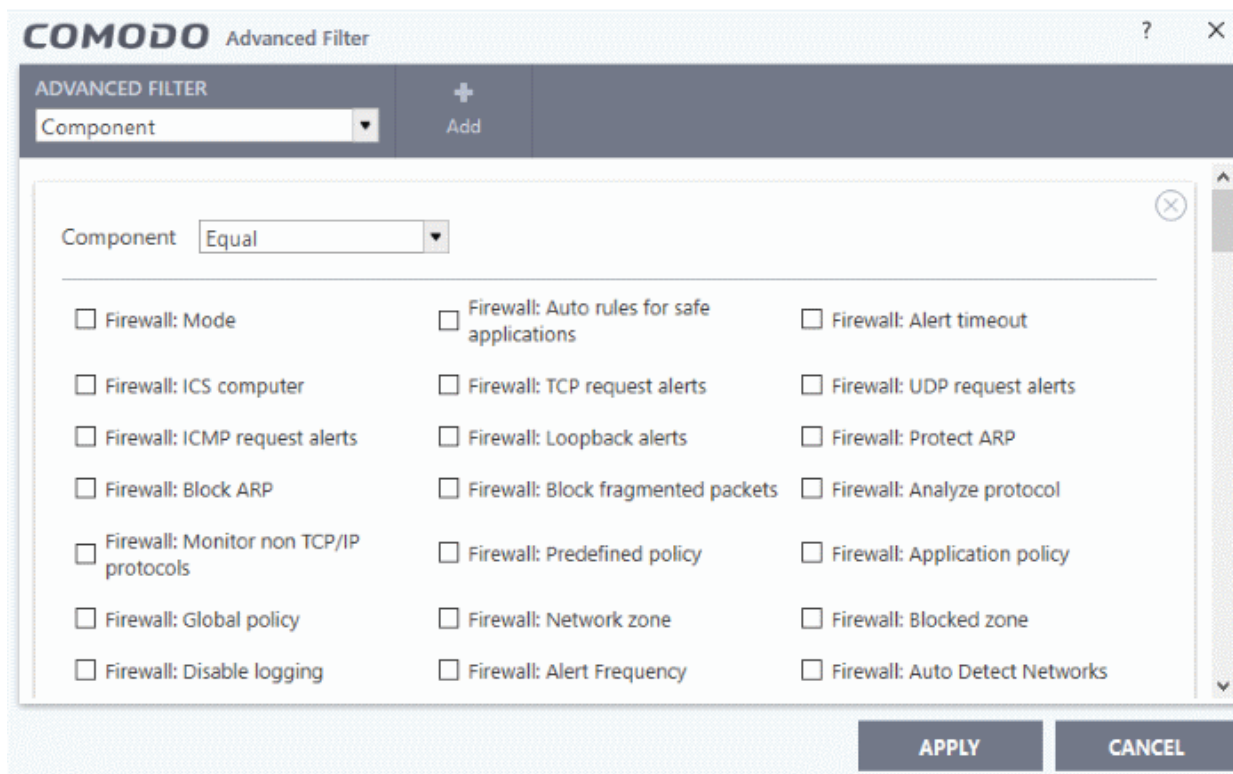 COMODO Advanced Filter ?
ADVANCED FILTER
Component
Add
Component Equal
Firewall: Mode
Firewall: Auto rules for safe
applications
Firewall: Alert timeout
Firewall: ICS computer
Firewall: TCP request alerts
Firewall: UDP request alerts
Firewall: ICMP request alerts
Firewall: Loopback alerts
Firewall: Protect ARP
Firewall: Block ARP
Firewall: Block fragmented packets
Firewall: Analyze protocol
Firewall: Monitor non TCP/IP
protocols
Firewall: Predefined policy
Firewall: Application policy
Firewall: Global policy
Firewall: Network zone
Firewall: Blocked zone
Firewall: Disable logging
Firewall: Alert Frequency
Firewall: Auto Detect Networks
APPLY
CANCEL